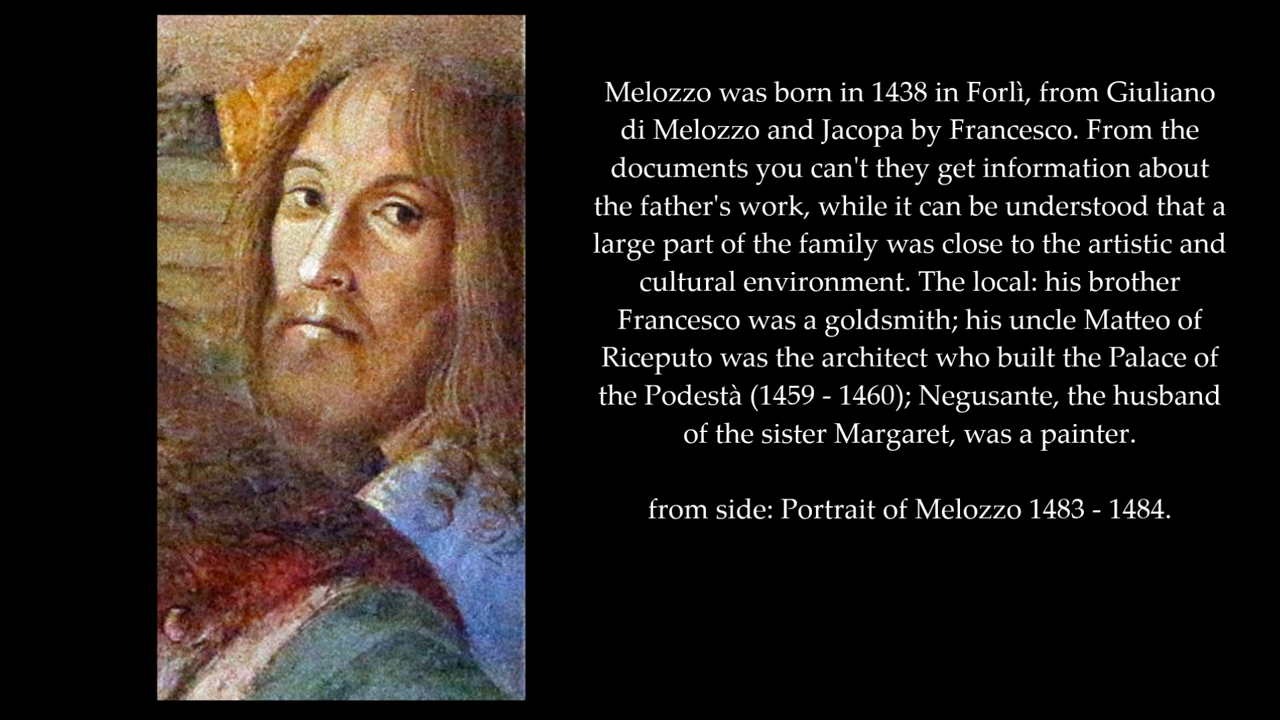 Melozzo was born in 1438 in Forlì, from Giuliano
di Melozzo and Jacopa by Francesco. From the
documents you can't they get information about
the father's work, while it can be understood that a
large part of the family was close to the artistic and
cultural environment. The local: his brother
Francesco was a goldsmith; his uncle Matteo of
Riceputo was the architect who built the Palace of
the Podestà (1459 - 1460); Negusante, the husband
of the sister Margaret, was a painter.
from side: Portrait of Melozzo 1483 - 1484.